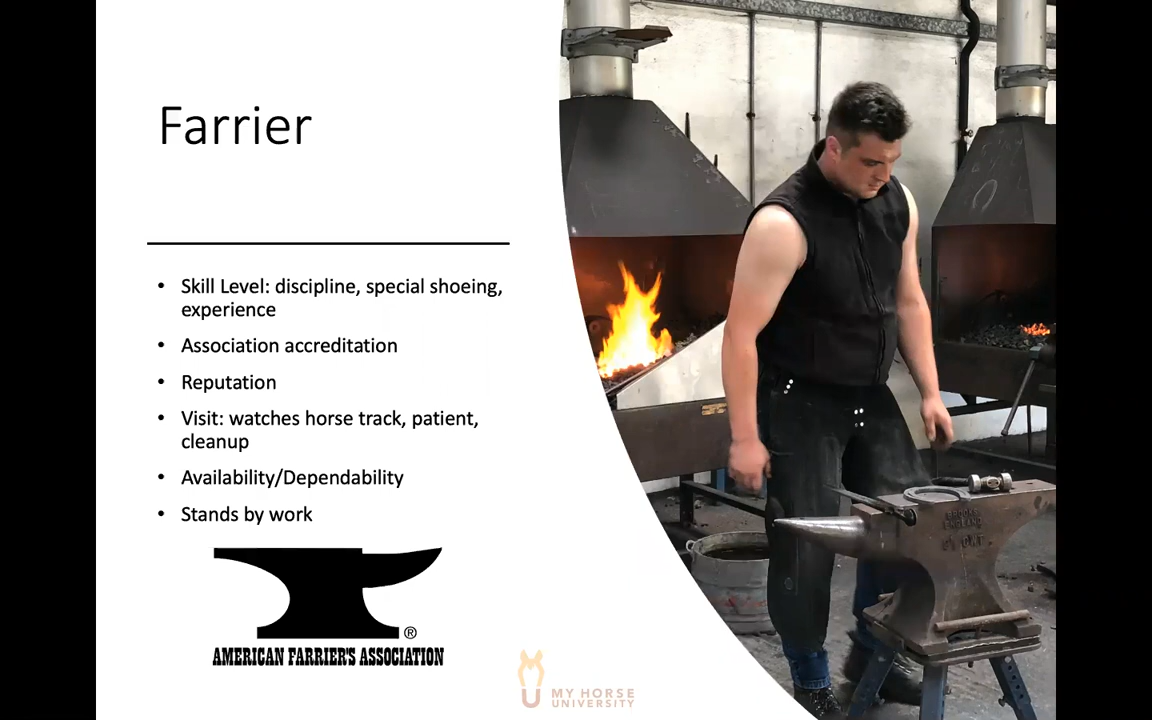 Farrier
• Skill Level: discipline, special shoeing,
experience
• Association accreditation
• Reputation
• Visit: watches horse track, patient,
cleanup
• Availability/Dependability
• Stands by work
®
AMERICAN FARRIER'S ASSOCIATION
MY HORSE
UNIVERSITY
ENGLAND